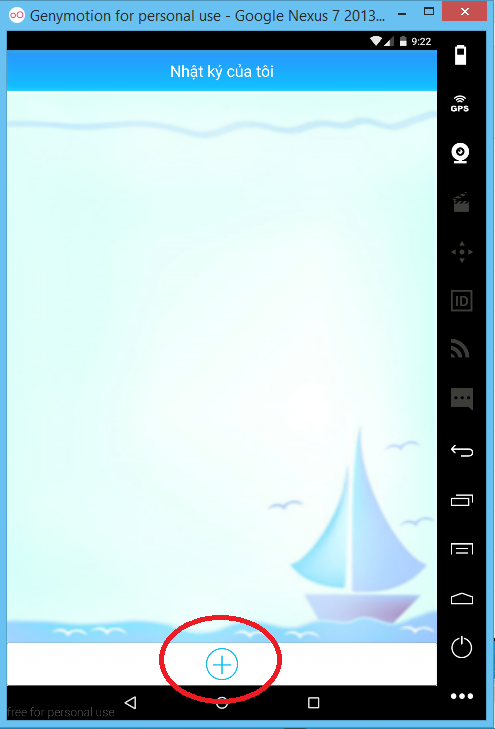 Genymotion for personal use - Google Nexus 7 2013...
9:22
Nhật ký của tôi
GPS
ID
free for personal use